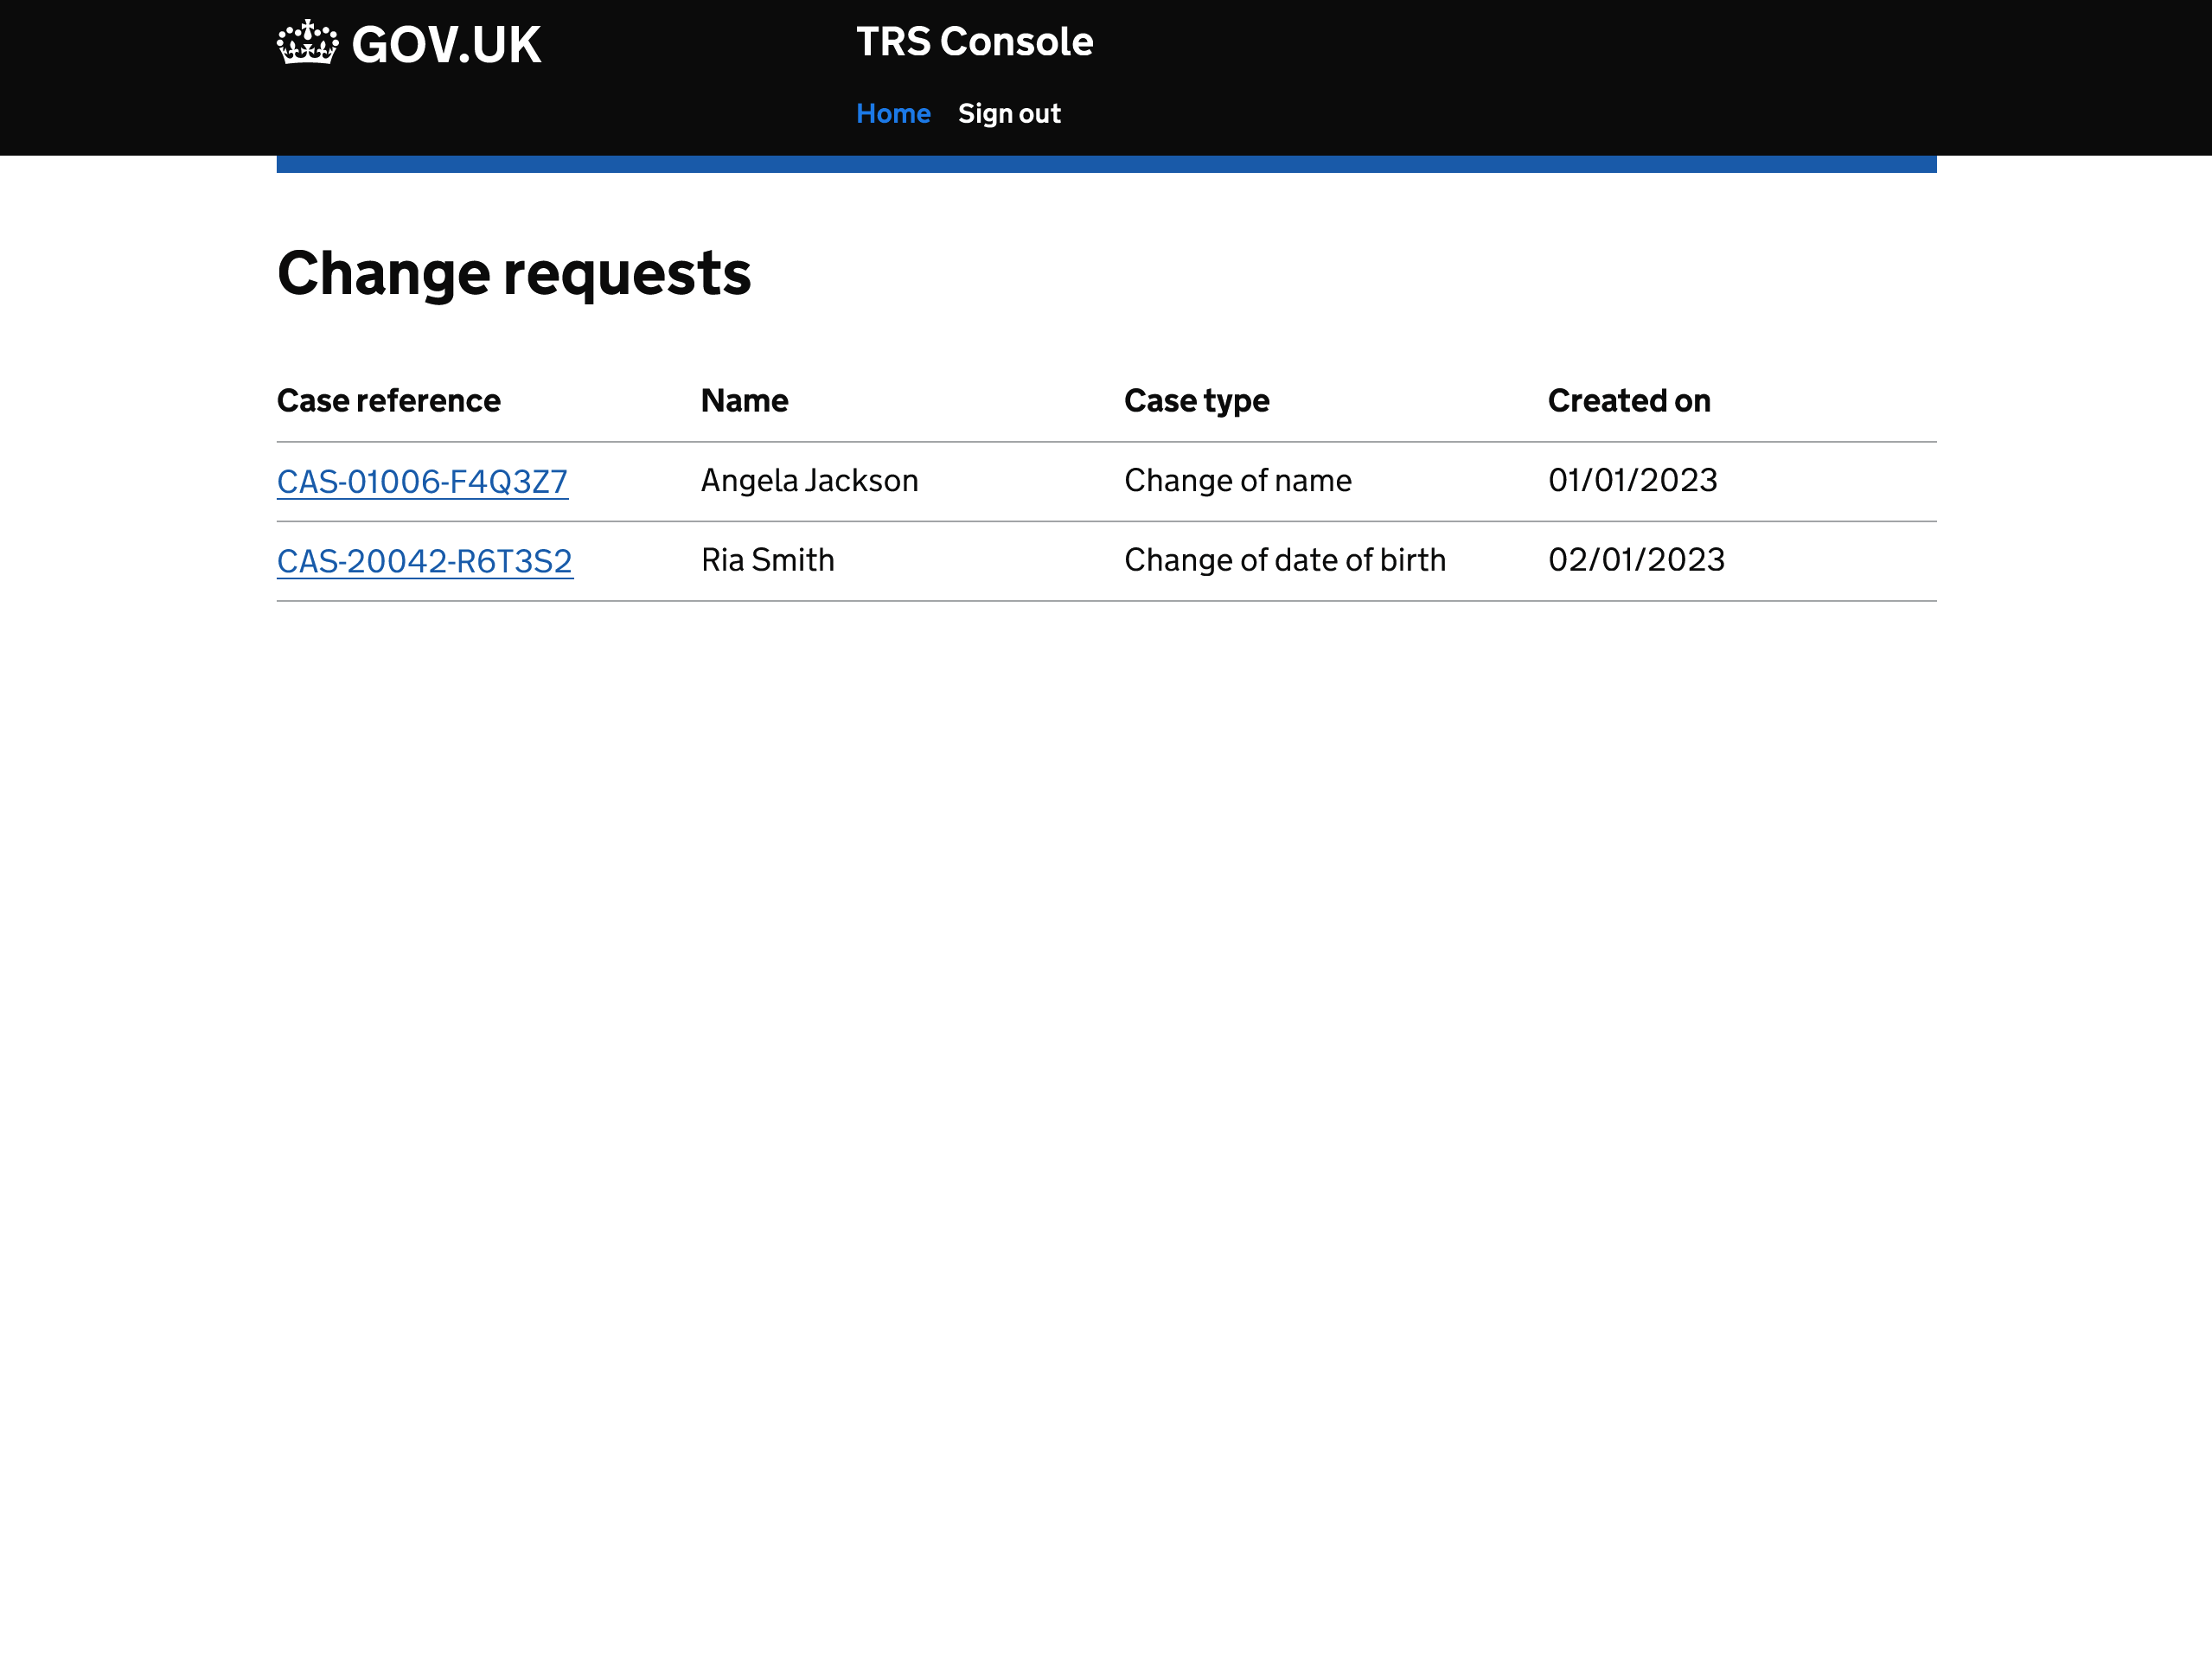 GOV.UK TRS Console
Home Sign out
Change requests
Case reference Name Case type Created on
CAS-01006-F4Q3Z7 Angela Jackson Change of name 01/01/2023
CAS-20042-R6T3S2 Ria Smith Change of date of birth 02/01/2023